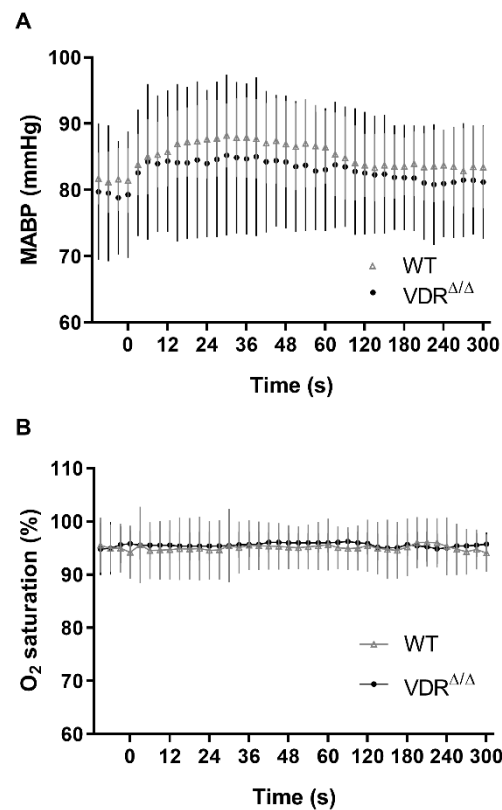 A
MABP (mmHg)
100
90
80
70
60
WT
VDR^Δ/Δ
0 12 24 36 48 60 120 180 240 300
Time (s)
B
O₂ saturation (%)
110
100
90
80
70
60
WT
VDR^Δ/Δ
0 12 24 36 48 60 120 180 240 300
Time (s)